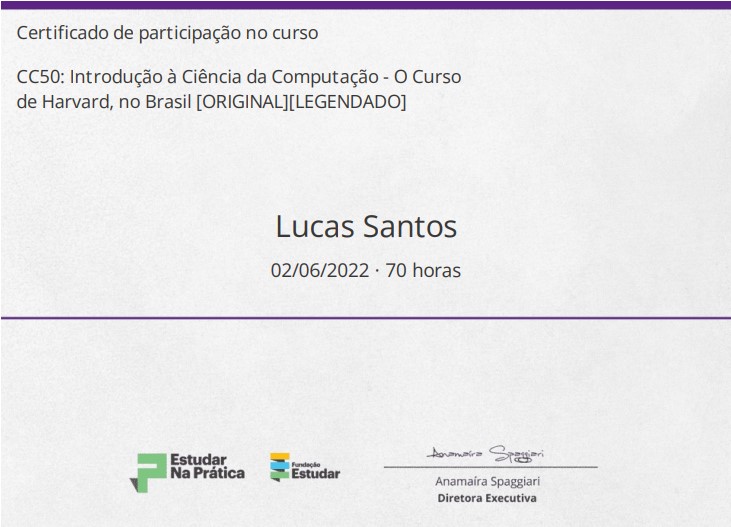 Certificado de participação no curso
CC50: Introdução à Ciência da Computação - O Curso
de Harvard, no Brasil [ORIGINAL][LEGENDADO]
Lucas Santos
02/06/2022 · 70 horas
Estudar
Na Prática
Fundação
Estudar
Anamaíra Spaggiari
Anamaíra Spaggiari
Diretora Executiva